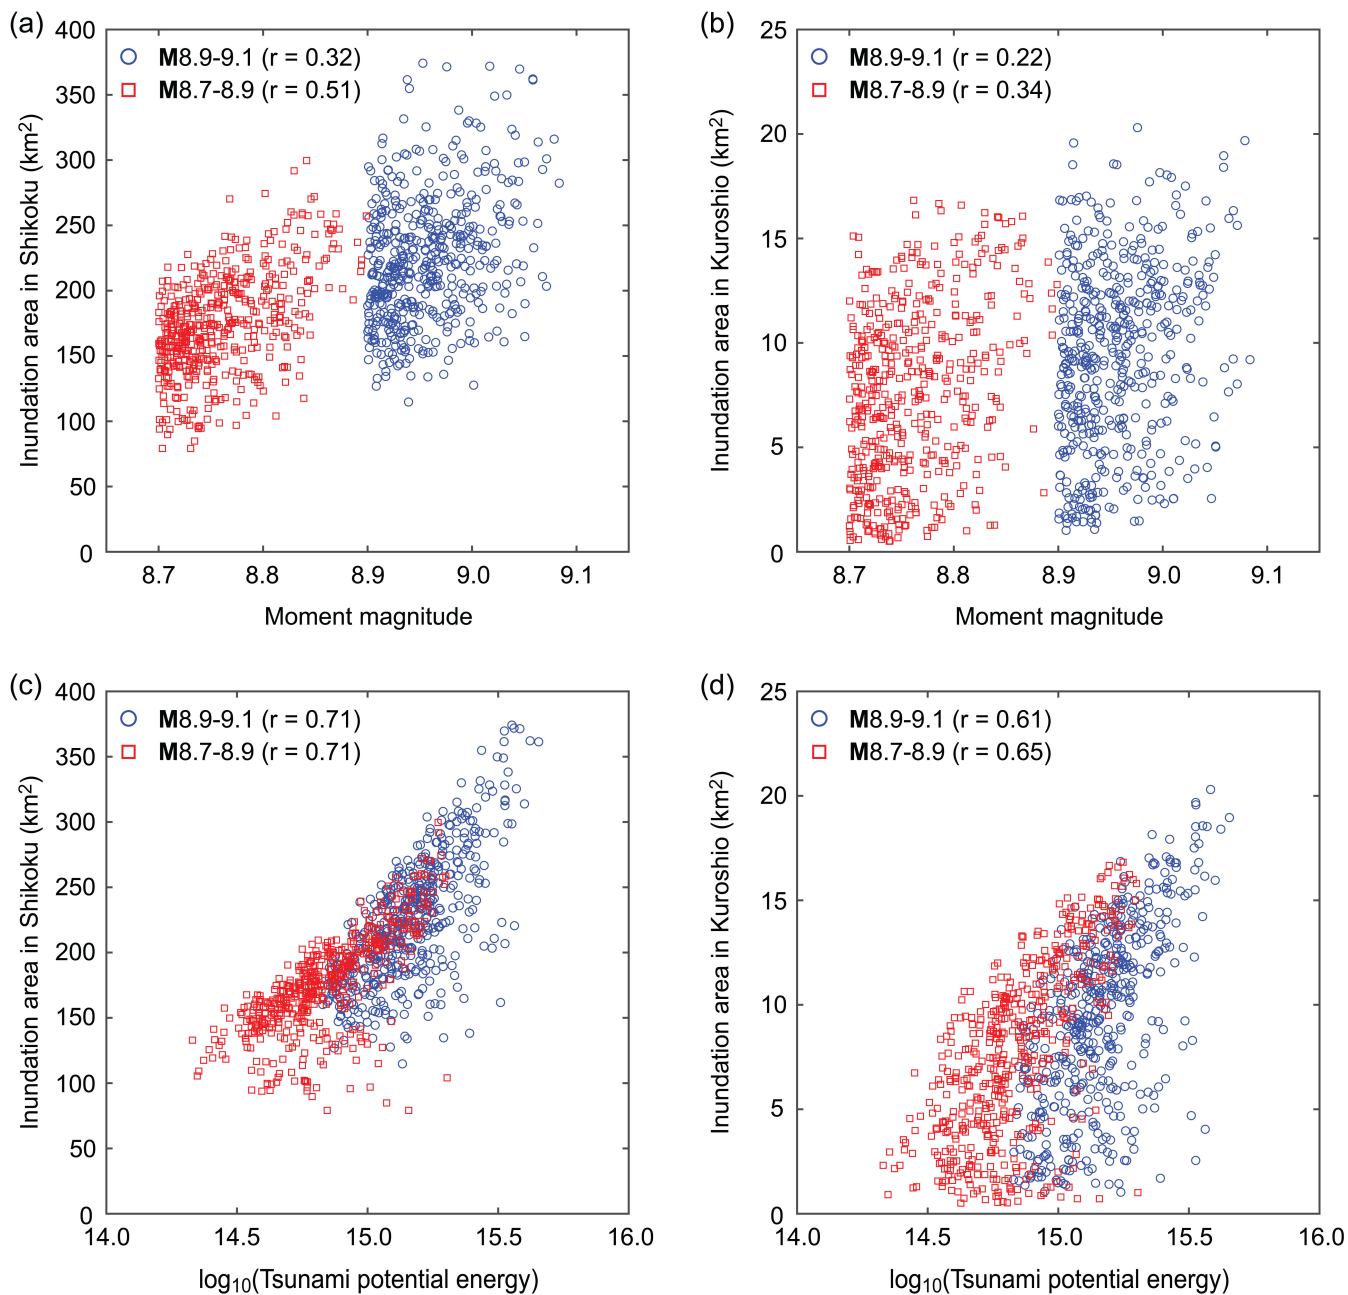 (a)
400
350
300
250
200
150
100
50
0
Inundation area in Shikoku (km²)
M8.9-9.1 (r = 0.32)
M8.7-8.9 (r = 0.51)
8.7 8.8 8.9 9.0 9.1
Moment magnitude
(b)
25
20
15
10
5
0
Inundation area in Kuroshio (km²)
M8.9-9.1 (r = 0.22)
M8.7-8.9 (r = 0.34)
8.7 8.8 8.9 9.0 9.1
Moment magnitude
(c)
400
350
300
250
200
150
100
50
0
Inundation area in Shikoku (km²)
M8.9-9.1 (r = 0.71)
M8.7-8.9 (r = 0.71)
14.0 14.5 15.0 15.5 16.0
log₁₀(Tsunami potential energy)
(d)
25
20
15
10
5
0
Inundation area in Kuroshio (km²)
M8.9-9.1 (r = 0.61)
M8.7-8.9 (r = 0.65)
14.0 14.5 15.0 15.5 16.0
log₁₀(Tsunami potential energy)